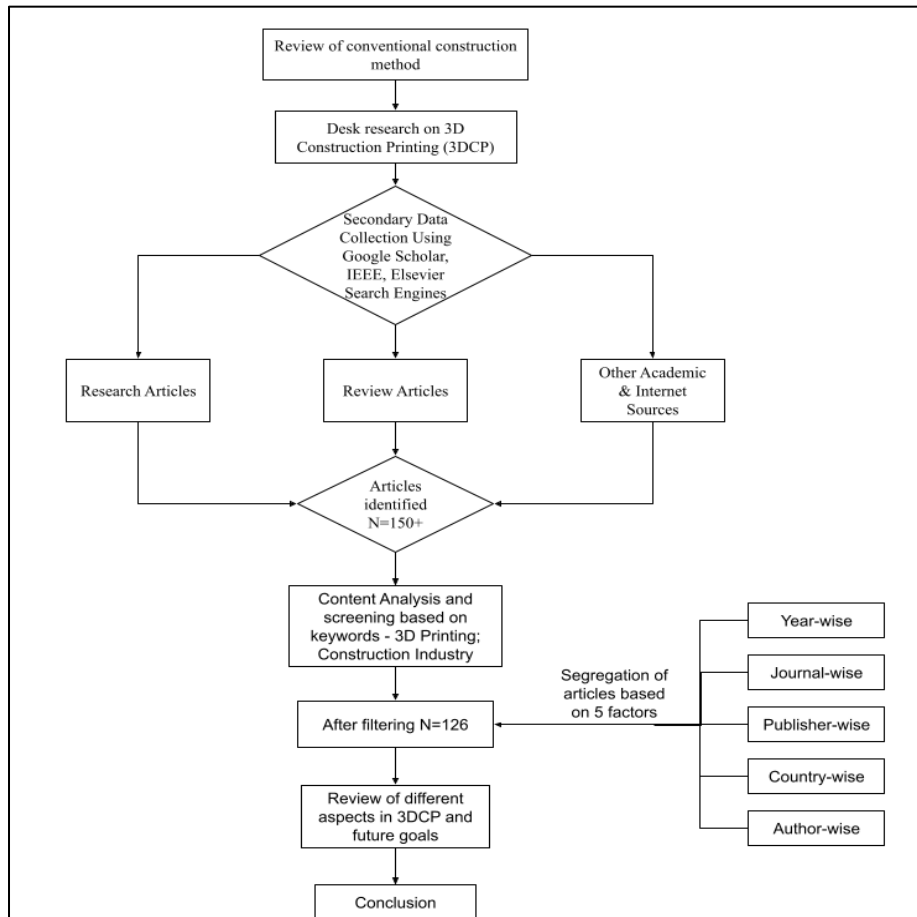 Review of conventional construction
method
Desk research on 3D
Construction Printing (3DCP)
Secondary Data
Collection Using
Google Scholar,
IEEE, Elsevier
Search Engines
Research Articles
Review Articles
Other Academic
& Internet
Sources
Articles
identified
N=150+
Content Analysis and
screening based on
keywords - 3D Printing;
Construction Industry
Segregation of
articles based
on 5 factors
Year-wise
Journal-wise
Publisher-wise
Country-wise
Author-wise
After filtering N=126
Review of different
aspects in 3DCP and
future goals
Conclusion